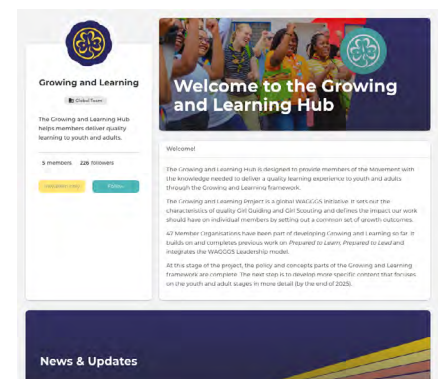 Growing and Learning
Global Team
The Growing and Learning Hub
helps members deliver quality
learning to youth and adults.
5 members 226 followers
Follow
Welcome to the Growing
and Learning Hub
Welcome!
The Growing and Learning Hub is designed to provide members of the Movement with
the knowledge needed to deliver a quality learning experience to youth and adults
through the Growing and Learning framework.
The Growing and Learning Project is a global WAGGGS initiative. It sets out the
characteristics of quality Girl Guiding and Girl Scouting and defines the impact our work
should have on individual members by setting out a common set of growth outcomes.
47 Member Organisations have been part of developing Growing and Learning so far. It
builds on and completes previous work on Prepared to Learn, Prepared to Lead and
integrates the WAGGGS Leadership model.
At this stage of the project, the policy and concepts parts of the Growing and Learning
framework are complete. The next step is to develop more specific content that focuses
on the youth and adult stages in more detail (by the end of 2023).
News & Updates